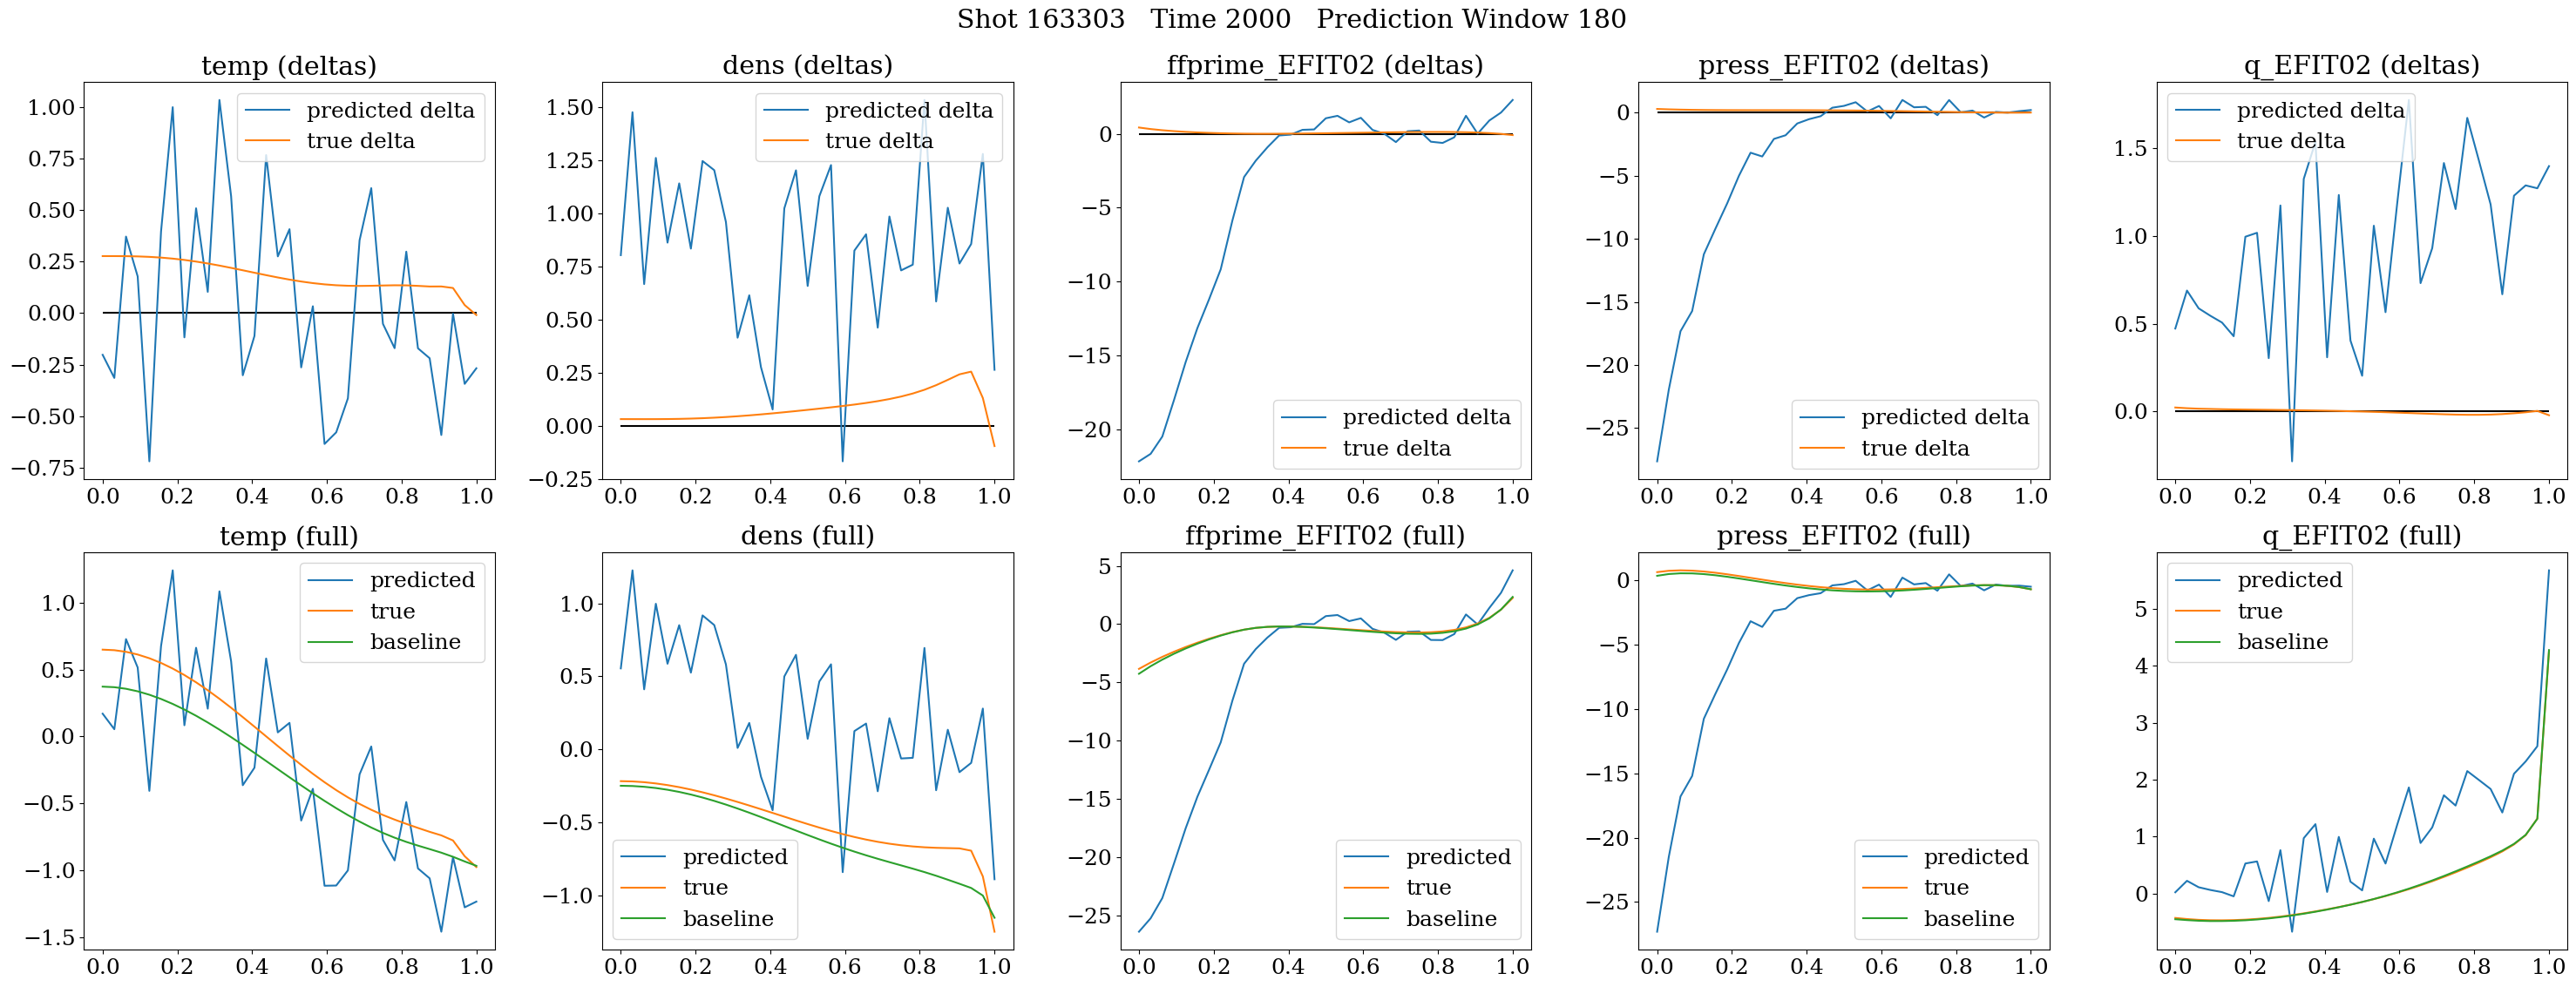 Shot 163303   Time 2000   Prediction Window 180
temp (deltas)
predicted delta
true delta
1.00
0.75
0.50
0.25
0.00
−0.25
−0.50
−0.75
0.0 0.2 0.4 0.6 0.8 1.0
dens (deltas)
predicted delta
true delta
1.50
1.25
1.00
0.75
0.50
0.25
0.00
−0.25
0.0 0.2 0.4 0.6 0.8 1.0
ffprime_EFIT02 (deltas)
0
−5
−10
−15
−20
predicted delta
true delta
0.0 0.2 0.4 0.6 0.8 1.0
press_EFIT02 (deltas)
0
−5
−10
−15
−20
−25
predicted delta
true delta
0.0 0.2 0.4 0.6 0.8 1.0
q_EFIT02 (deltas)
predicted delta
true delta
1.5
1.0
0.5
0.0
0.0 0.2 0.4 0.6 0.8 1.0
temp (full)
predicted
true
baseline
1.0
0.5
0.0
−0.5
−1.0
−1.5
0.0 0.2 0.4 0.6 0.8 1.0
dens (full)
1.0
0.5
0.0
−0.5
−1.0
predicted
true
baseline
0.0 0.2 0.4 0.6 0.8 1.0
ffprime_EFIT02 (full)
5
0
−5
−10
−15
−20
−25
predicted
true
baseline
0.0 0.2 0.4 0.6 0.8 1.0
press_EFIT02 (full)
0
−5
−10
−15
−20
−25
predicted
true
baseline
0.0 0.2 0.4 0.6 0.8 1.0
q_EFIT02 (full)
predicted
true
baseline
5
4
3
2
1
0
0.0 0.2 0.4 0.6 0.8 1.0